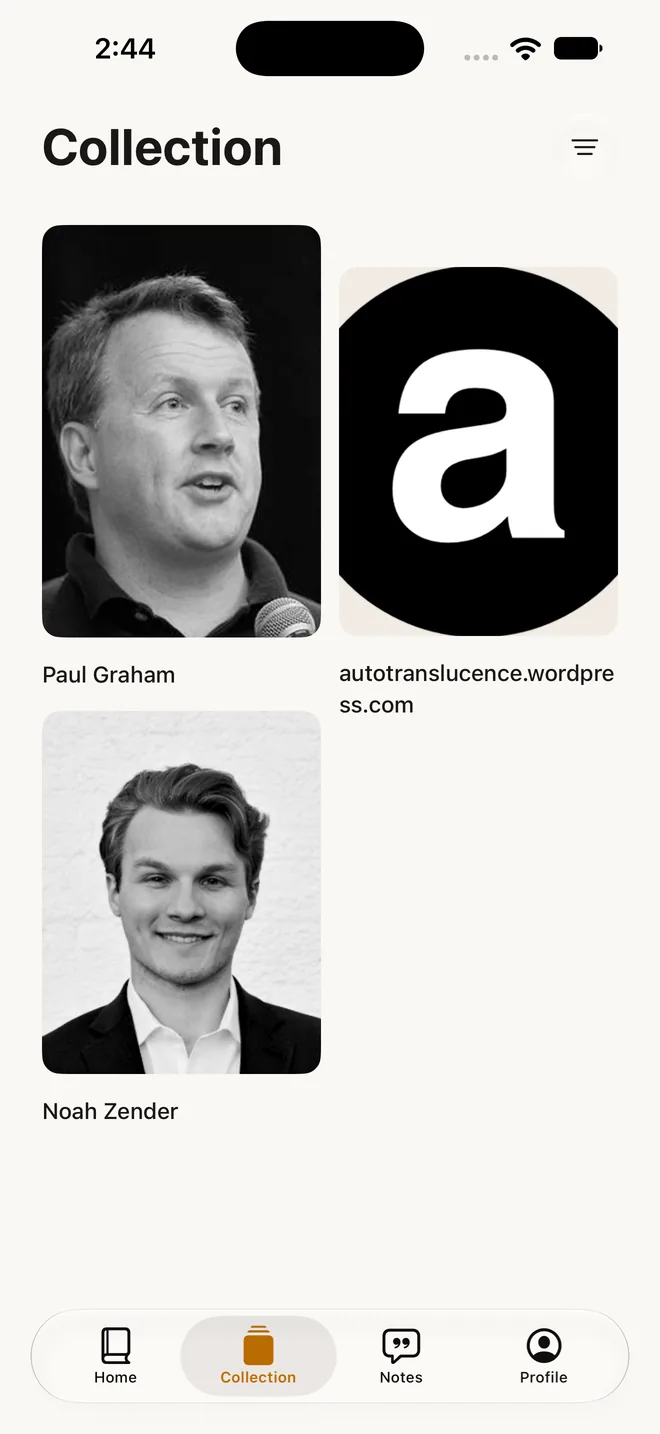 2:44
Collection
a
Paul Graham
autotranslucence.wordpre
ss.com
Noah Zender
Home
Collection
Notes
Profile